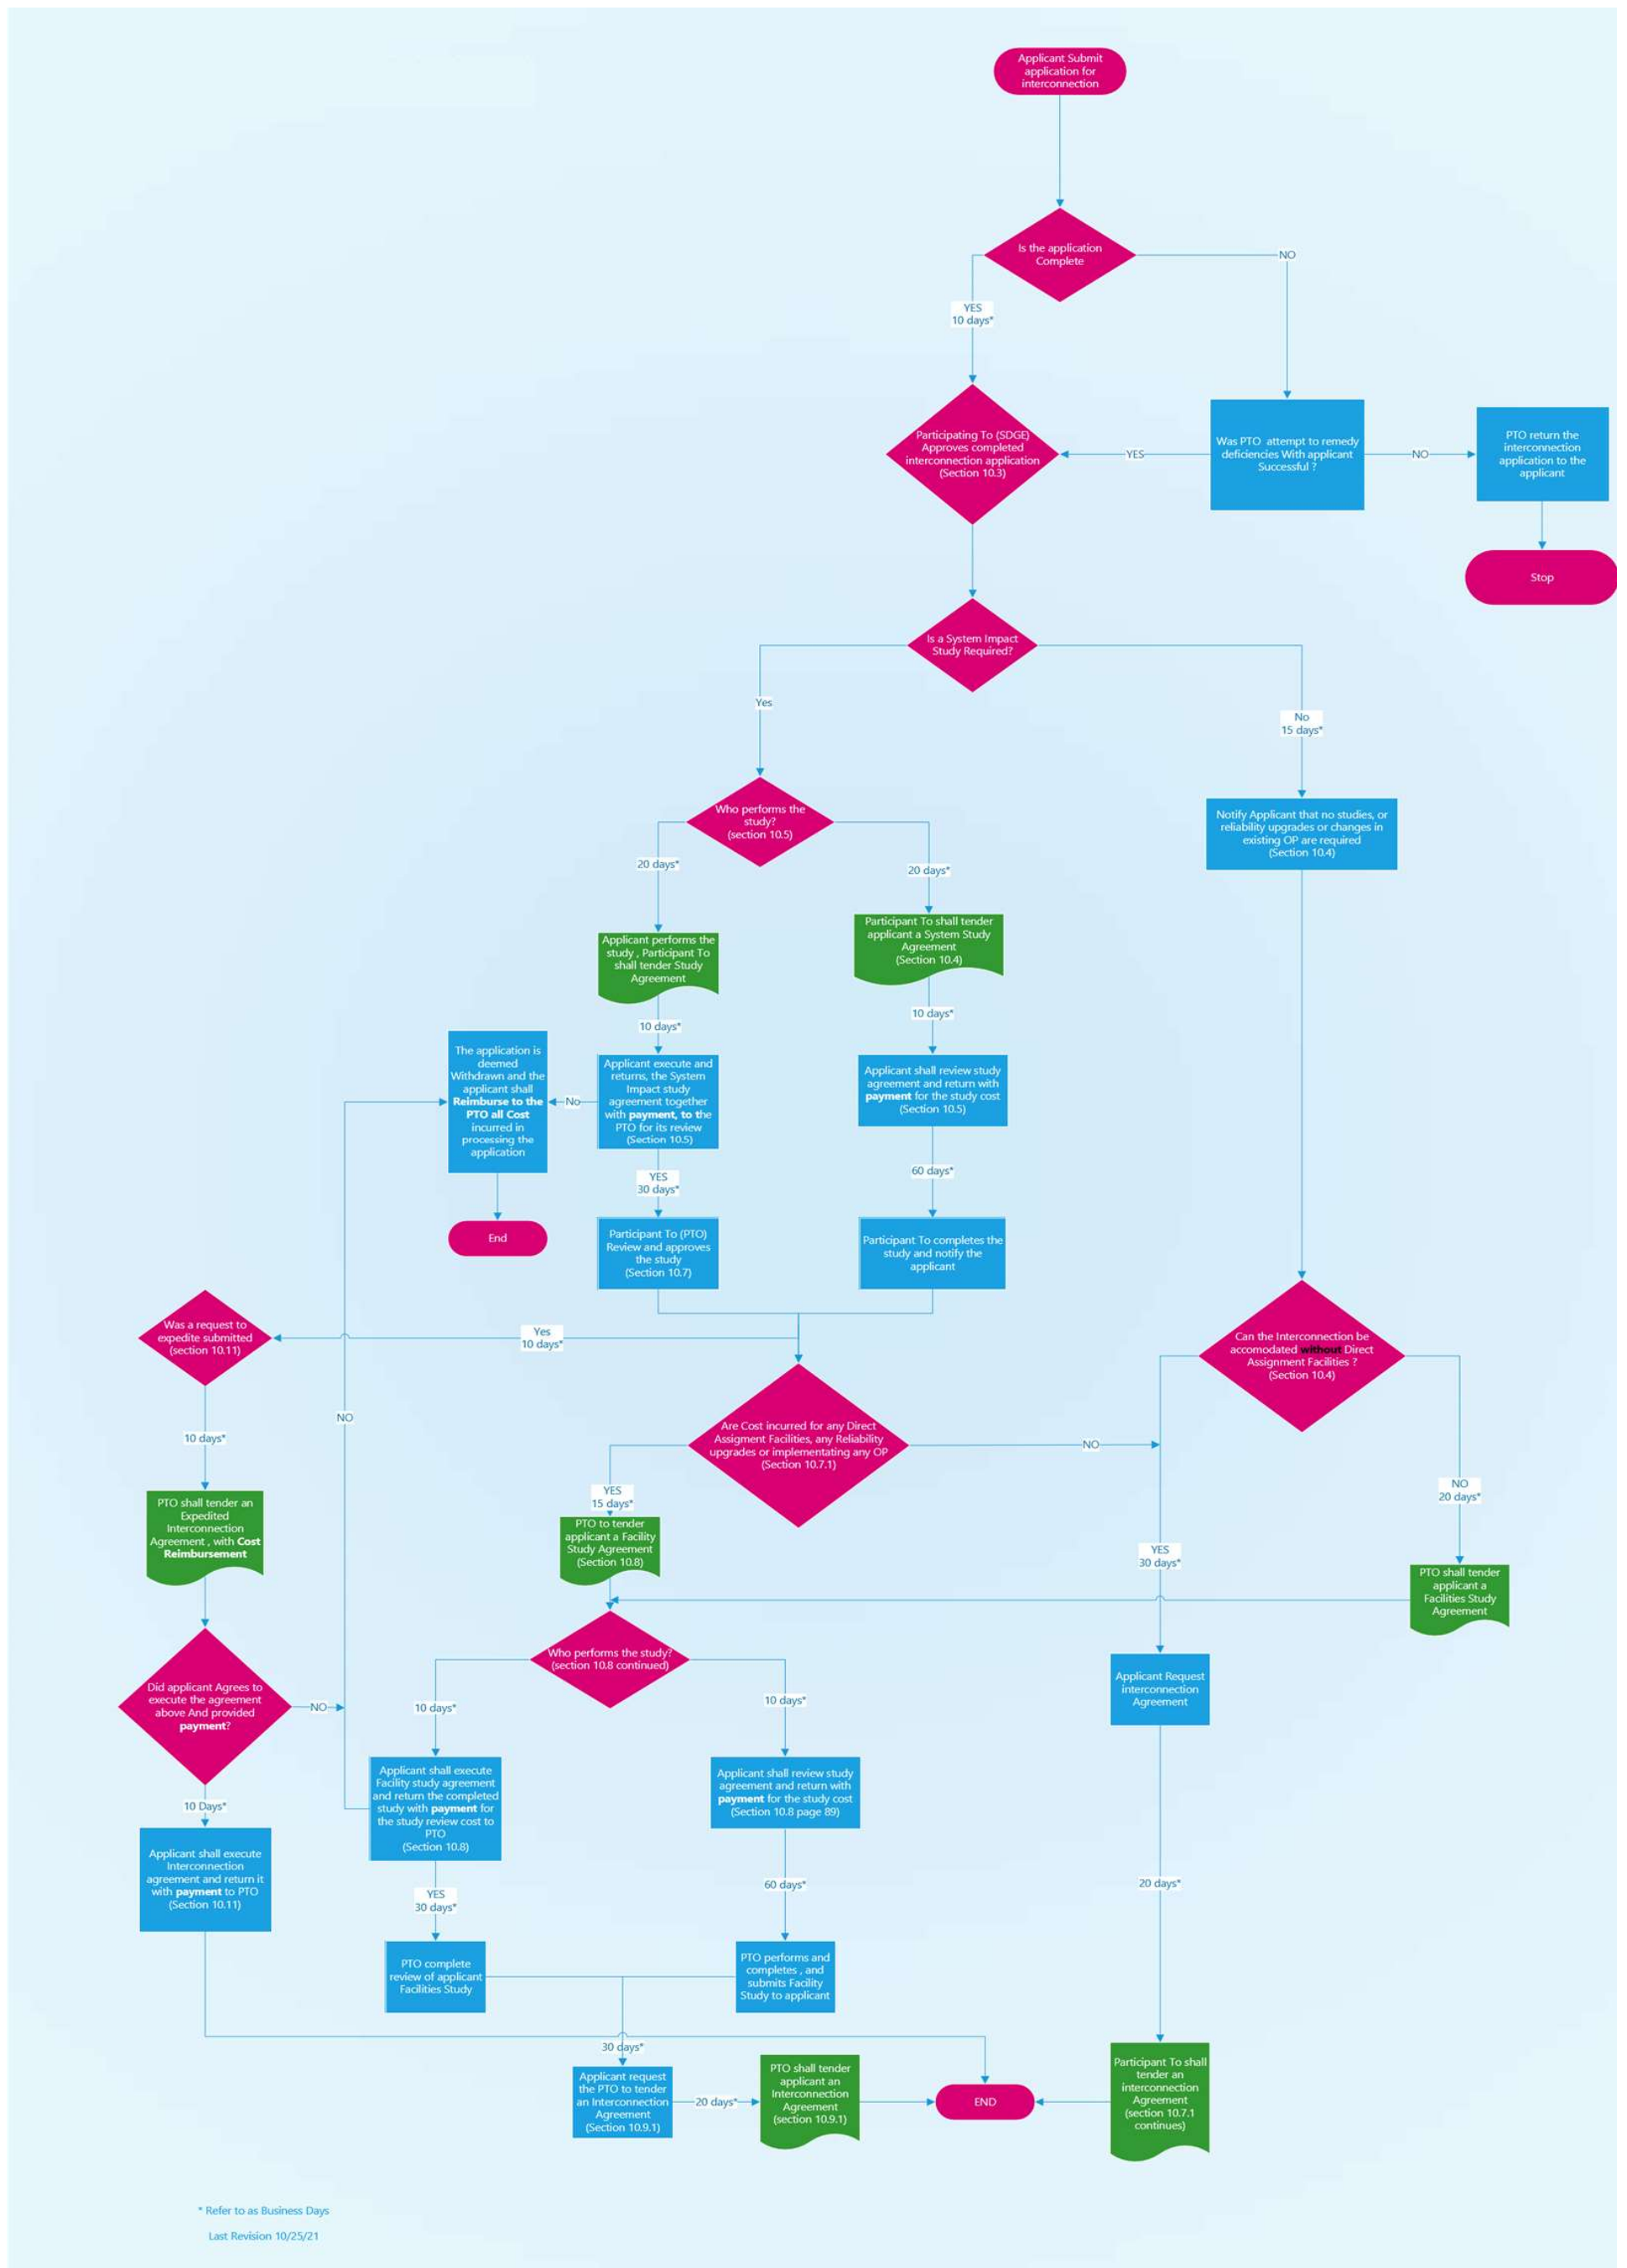 Applicant Submit
application for
interconnection
Is the application
Complete
NO
YES
10 days*
Participating To (SDGE)
Approves completed
interconnection application
(Section 10.3)
YES
Was PTO attempt to remedy
deficiencies With applicant
Successful ?
NO
PTO return the
interconnection
application to the
applicant
Stop
Is a System Impact
Study Required?
Yes
No
15 days*
Who performs the
study?
(section 10.5)
Notify Applicant that no studies, or
reliability upgrades or changes in
existing OP are required
(Section 10.4)
20 days*
20 days*
Applicant performs the
study , Participant To
shall tender Study
Agreement
Participant To shall tender
applicant a System Study
Agreement
(Section 10.4)
10 days*
10 days*
The application is
deemed
Withdrawn and the
applicant shall
Reimburse to the
PTO all Cost
incurred in
processing the
application
No
Applicant execute and
returns, the System
Impact study
agreement together
with payment, to the
PTO for its review
(Section 10.5)
Applicant shall review study
agreement and return with
payment for the study cost
(Section 10.5)
YES
30 days*
60 days*
End
Participant To (PTO)
Review and approves
the study
(Section 10.7)
Participant To completes the
study and notify the
applicant
Was a request to
expedite submitted
(section 10.11)
Yes
10 days*
Can the Interconnection be
accomodated without Direct
Assignment Facilities ?
(Section 10.4)
NO
10 days*
Are Cost incurred for any Direct
Assigment Facilities, any Reliability
upgrades or implementating any OP
(Section 10.7.1)
NO
YES
15 days*
NO
20 days*
PTO shall tender an
Expedited
Interconnection
Agreement , with Cost
Reimbursement
PTO to tender
applicant a Facility
Study Agreement
(Section 10.8)
YES
30 days*
PTO shall tender
applicant a
Facilities Study
Agreement
Who performs the study?
(section 10.8 continued)
Did applicant Agrees to
execute the agreement
above And provided
payment?
NO
10 days*
10 days*
Applicant Request
interconnection
Agreement
10 Days*
Applicant shall execute
Facility study agreement
and return the completed
study with payment for
the study review cost to
PTO
(Section 10.8)
Applicant shall review study
agreement and return with
payment for the study cost
(Section 10.8 page 89)
Applicant shall execute
Interconnection
agreement and return it
with payment to PTO
(Section 10.11)
YES
30 days*
60 days*
20 days*
PTO complete
review of applicant
Facilities Study
PTO performs and
completes , and
submits Facility
Study to applicant
30 days*
Applicant request
the PTO to tender
an Interconnection
Agreement
(Section 10.9.1)
20 days*
PTO shall tender
applicant an
Interconnection
Agreement
(section 10.9.1)
END
Participant To shall
tender an
interconnection
Agreement
(section 10.7.1
continues)
* Refer to as Business Days
Last Revision 10/25/21